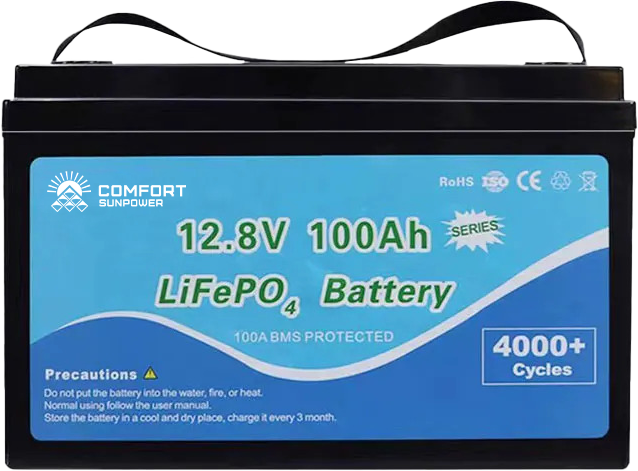 COMFORT
SUNPOWER
RoHS ISO CE
12.8V 100Ah SERIES
LiFePO4 Battery
100A BMS PROTECTED
4000+
Cycles
Precautions
Do not put the battery into the water, fire, or heat.
Normal using follow the user manual.
Store the battery in a cool and dry place, charge it every 3 month.